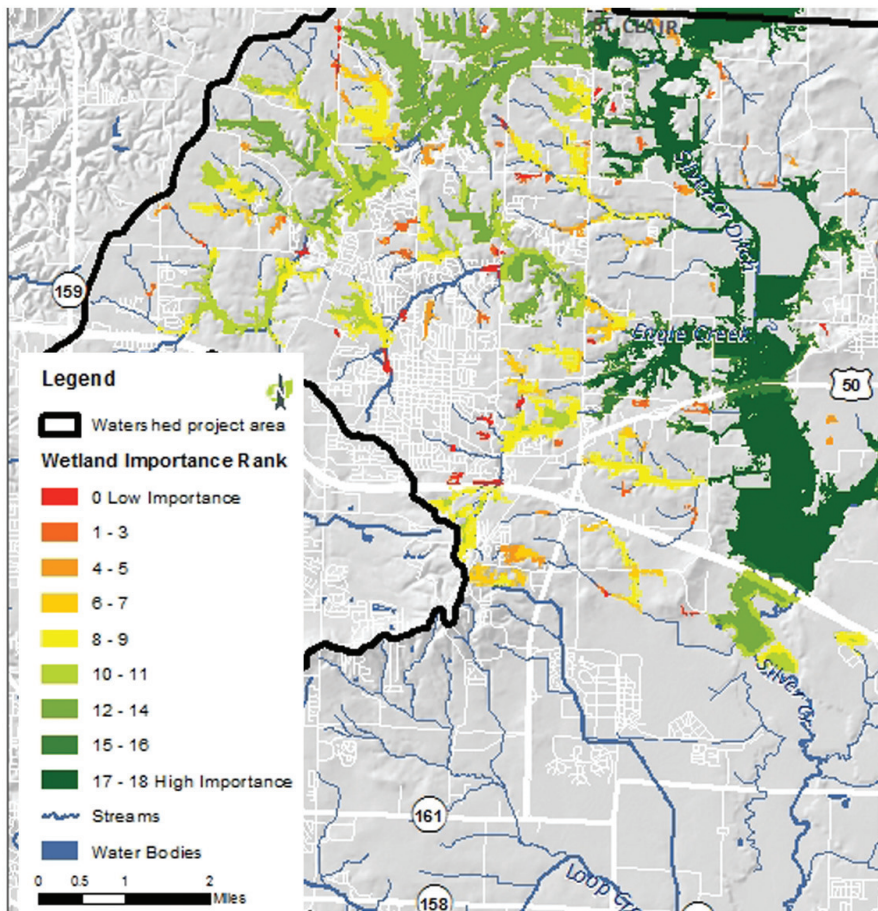 ST. CLAIR
Silver Cr Ditch
159
Engle Creek
50
Legend
Watershed project area
Wetland Importance Rank
0 Low Importance
1 - 3
4 - 5
6 - 7
8 - 9
10 - 11
12 - 14
15 - 16
17 - 18 High Importance
Streams
Water Bodies
0 0.5 1 2
Miles
Silver Cr
161
Loop Cr
158